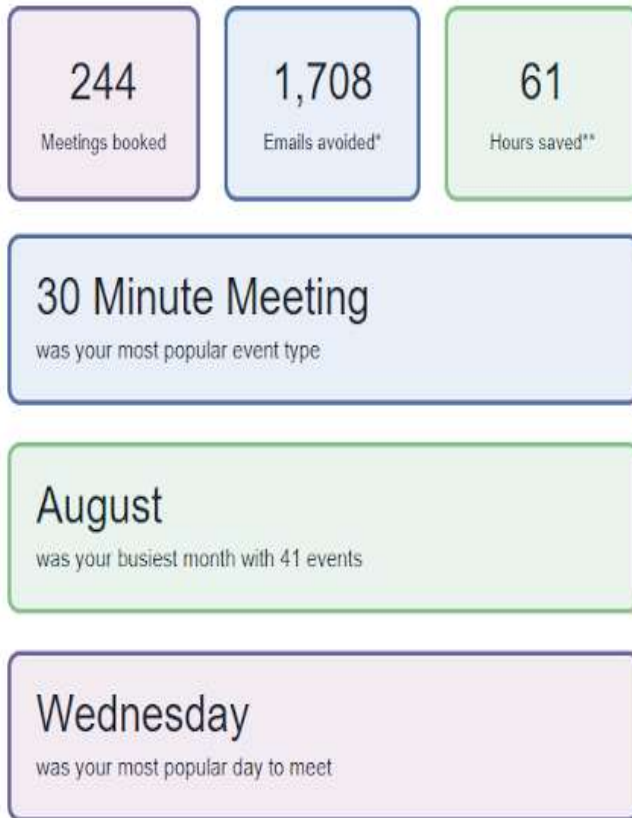 244 1,708 61
Meetings booked Emails avoided* Hours saved**
30 Minute Meeting
was your most popular event type
August
was your busiest month with 41 events
Wednesday
was your most popular day to meet